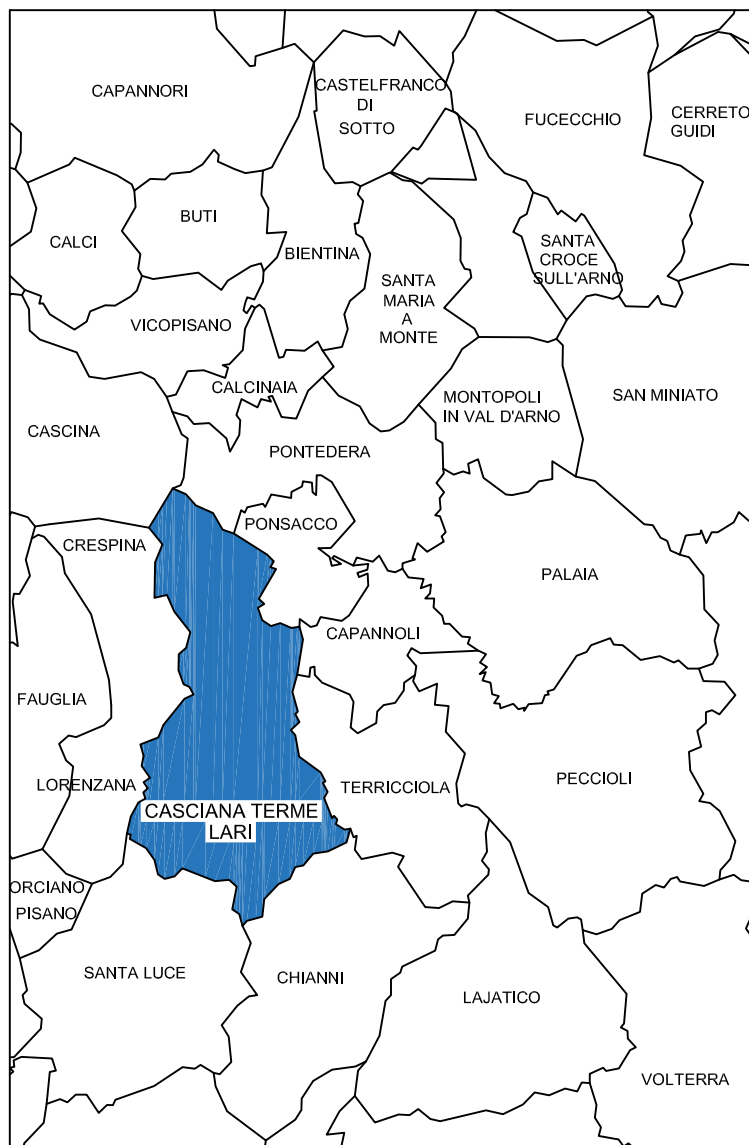 CAPANNORI
CASTELFRANCO
DI
SOTTO
FUCECCHIO
CERRETO
GUIDI
CALCI
BUTI
BIENTINA
SANTA
MARIA
A
MONTE
SANTA
CROCE
SULL'ARNO
VICOPISANO
CALCINAIA
MONTOPOLI
IN VAL D'ARNO
SAN MINIATO
CASCINA
PONTEDERA
PONSACCO
CRESPINA
PALAIA
CAPANNOLI
FAUGLIA
LORENZANA
TERRICCIOLA
PECCIOLI
CASCIANA TERME
LARI
ORCIANO
PISANO
SANTA LUCE
CHIANNI
LAJATICO
VOLTERRA